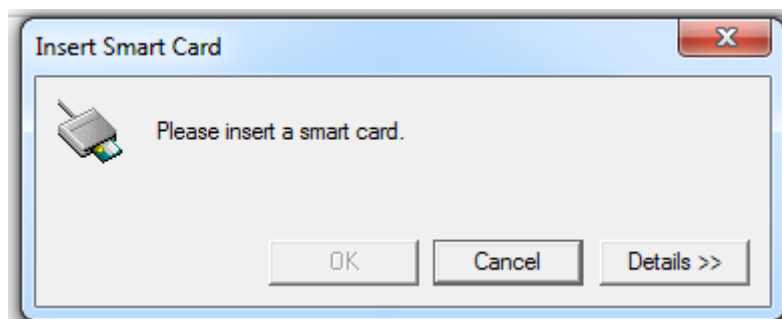 Insert Smart Card
Please insert a smart card.
OK
Cancel
Details >>